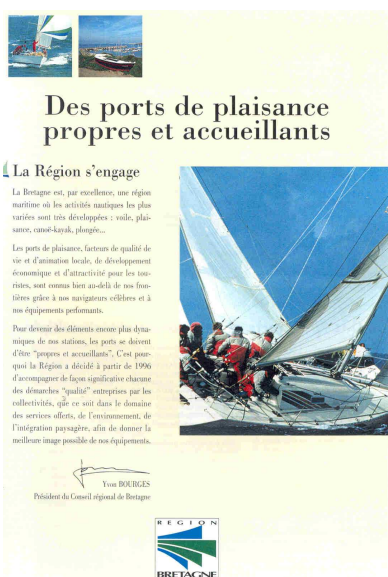 Des ports de plaisance
propres et accueillants
La Région s'engage
La Bretagne est, par excellence, une région
maritime où les activités nautiques les plus
variées sont très développées : voile, plai-
sance, canoë-kayak, plongée...
Les ports de plaisance, facteurs de qualité de
vie et d'animation locale, de développement
économique et d'attractivité pour les tou-
ristes, sont connus bien au-delà de nos fron-
tières grâce à nos navigateurs célèbres et à
nos équipements performants.
Pour devenir des éléments encore plus dyna-
miques de nos stations, les ports se doivent
d'être "propres et accueillants". C'est pour-
quoi la Région a décidé à partir de 1996
d'accompagner de façon significative chacune
des démarches "qualité" entreprises par les
collectivités, que ce soit dans le domaine
des services offerts, de l'environnement, de
l'intégration paysagère, afin de donner la
meilleure image possible de nos équipements.
Yvon BOURGES
Président du Conseil régional de Bretagne
REGION
BRETAGNE